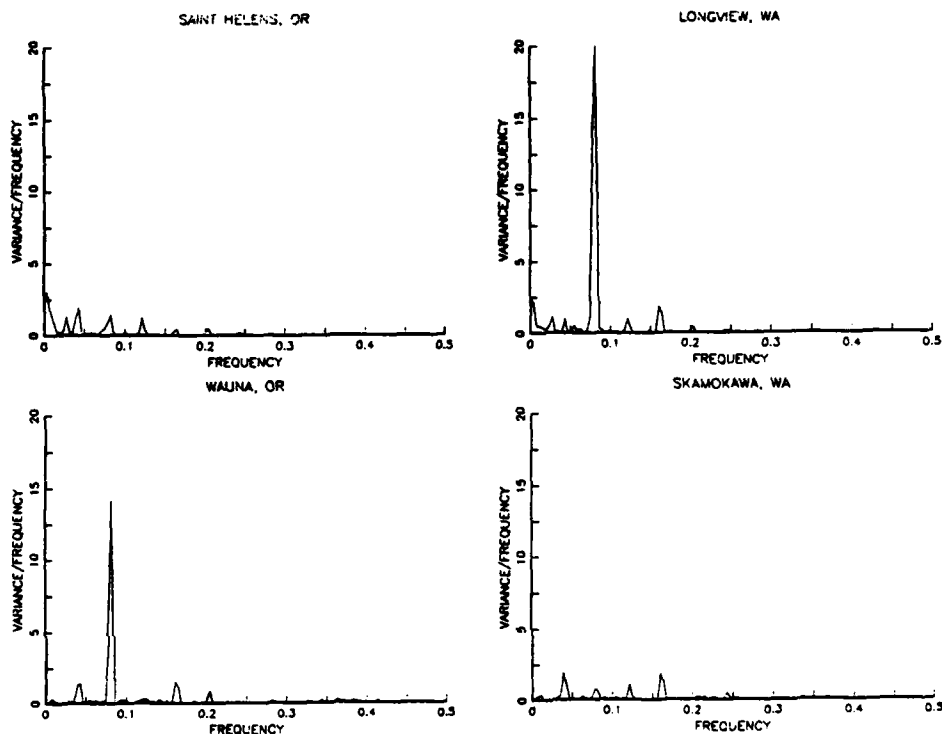 SAINT HELENS, OR
VARIANCE/FREQUENCY
20
15
10
5
0
0 0.1 0.2 0.3 0.4 0.5
FREQUENCY
LONGVIEW, WA
VARIANCE/FREQUENCY
20
15
10
5
0
0 0.1 0.2 0.3 0.4 0.5
FREQUENCY
WAUNA, OR
VARIANCE/FREQUENCY
20
15
10
5
0
0 0.1 0.2 0.3 0.4 0.5
FREQUENCY
SKAMOKAWA, WA
VARIANCE/FREQUENCY
20
15
10
5
0
0 0.1 0.2 0.3 0.4 0.5
FREQUENCY